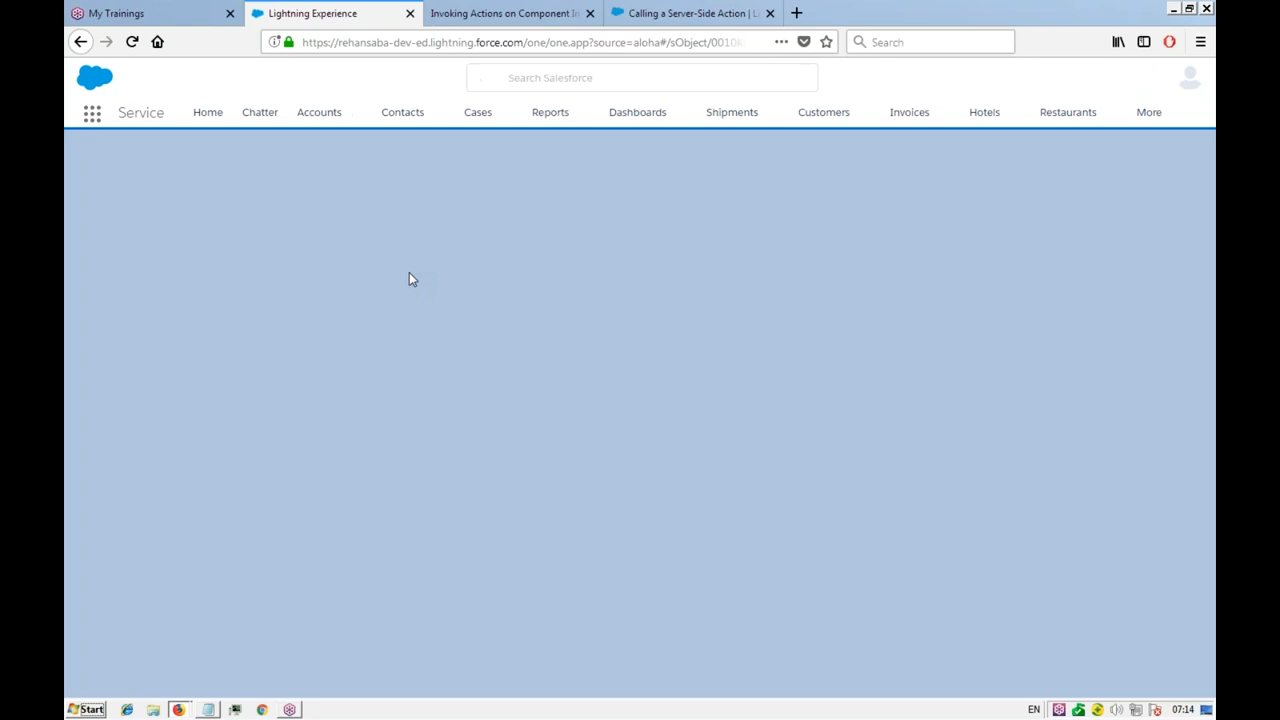 My Trainings
Lightning Experience
Invoking Actions on Component In
Calling a Server-Side Action | Li
https://rehansaba-dev-ed.lightning.force.com/one/one.app?source=aloha#/sObject/001
Search
Search Salesforce
Service Home Chatter Accounts Contacts Cases Reports Dashboards Shipments Customers Invoices Hotels Restaurants More
Start
EN
07:14